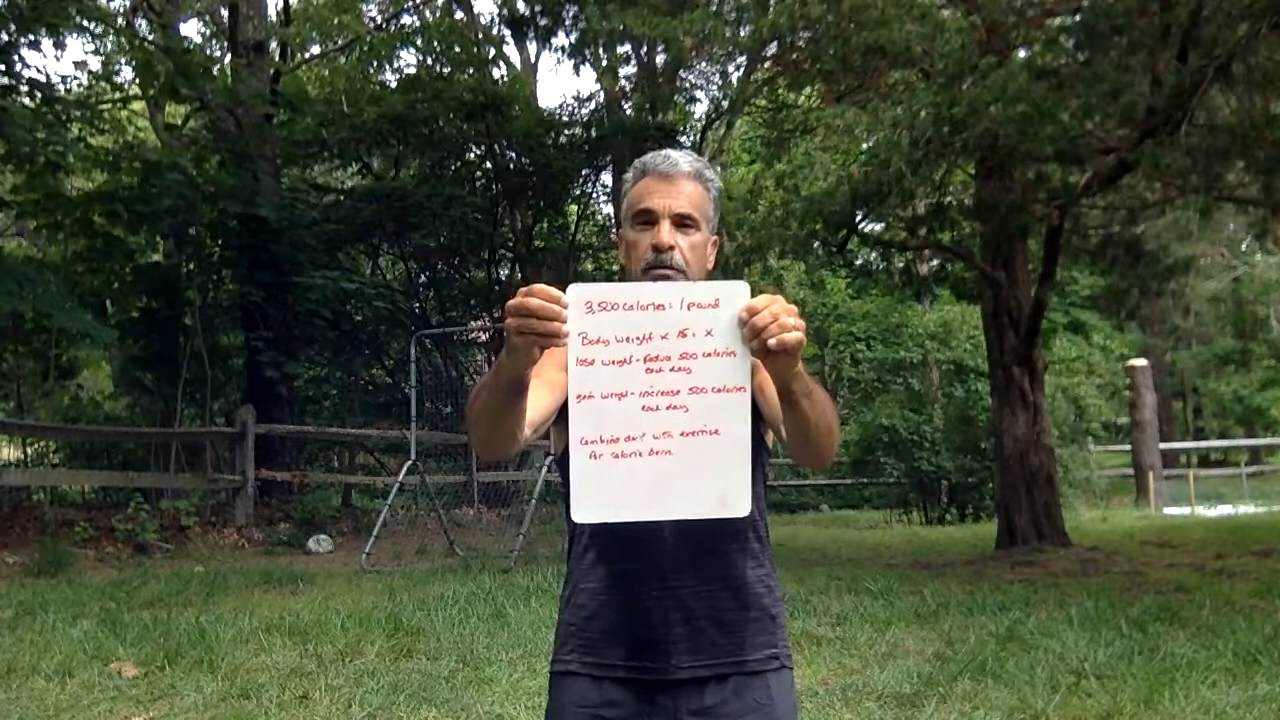 3,500 calories = 1 pound
Body weight x 15 = x
lose weight - Reduce 500 calories
each day
gain weight - increase 500 calories
each day
Combine diet with exercise
for calorie burn